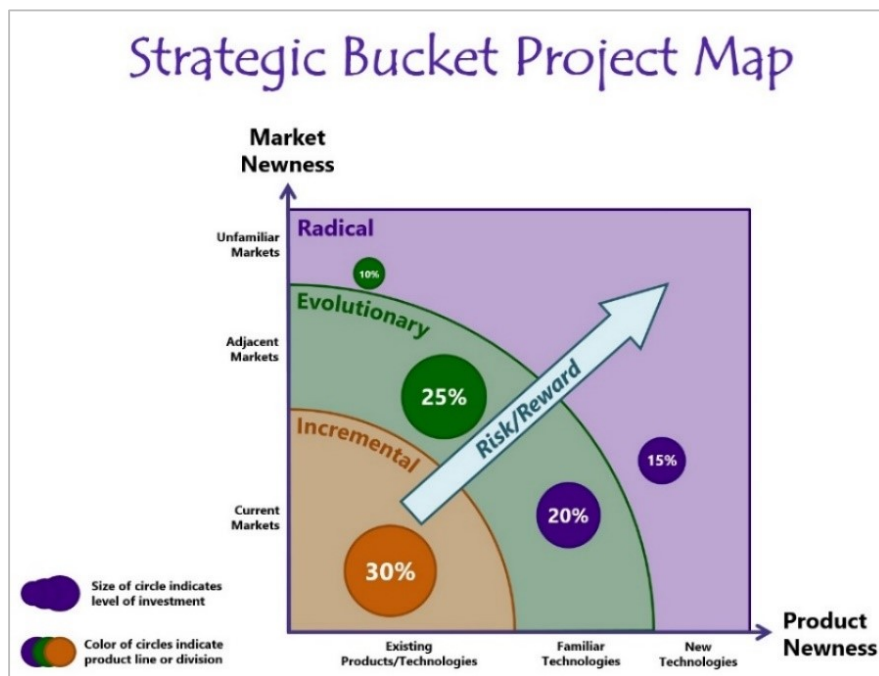 Strategic Bucket Project Map
Market
Newness
Unfamiliar
Markets
Radical
10%
Evolutionary
Adjacent
Markets
25%
Risk/Reward
Incremental
15%
Current
Markets
20%
30%
Size of circle indicates
level of investment
Color of circles indicate
product line or division
Existing
Products/Technologies
Familiar
Technologies
New
Technologies
Product
Newness